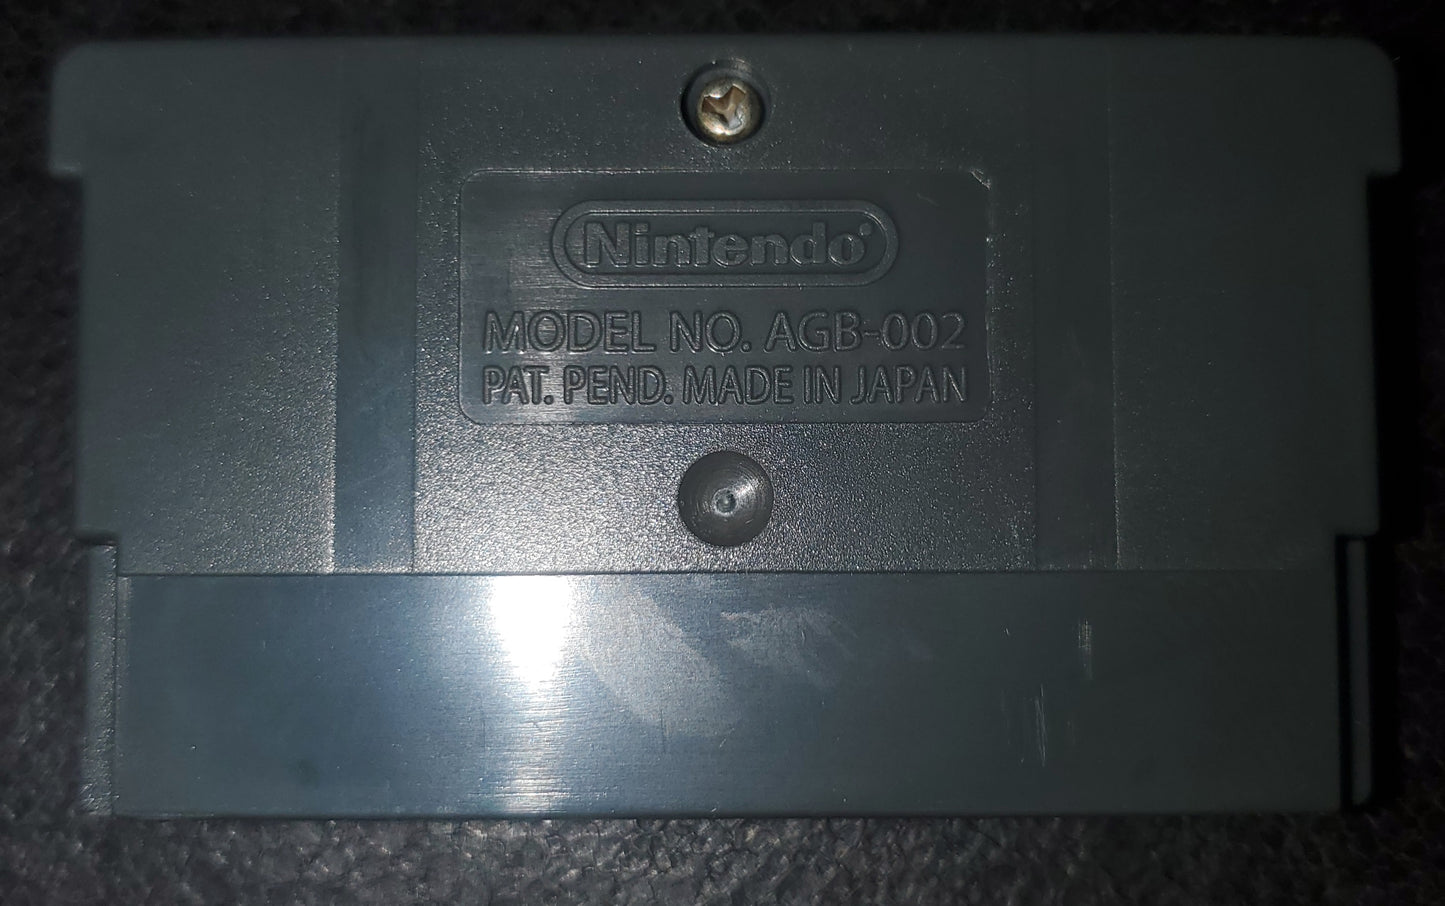 Nintendo
MODEL NO. AGB-002
PAT. PEND. MADE IN JAPAN